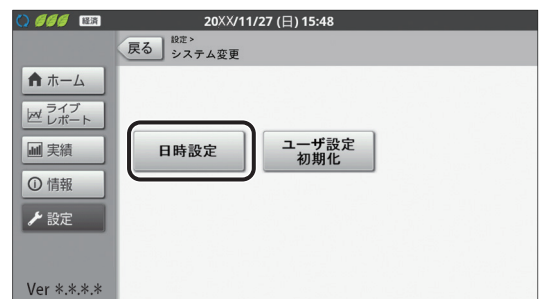 経済
20XX/11/27 (日) 15:48
戻る
設定 >
システム変更
ホーム
ライブ
レポート
実績
情報
設定
日時設定
ユーザ設定
初期化
Ver *.*.*.*